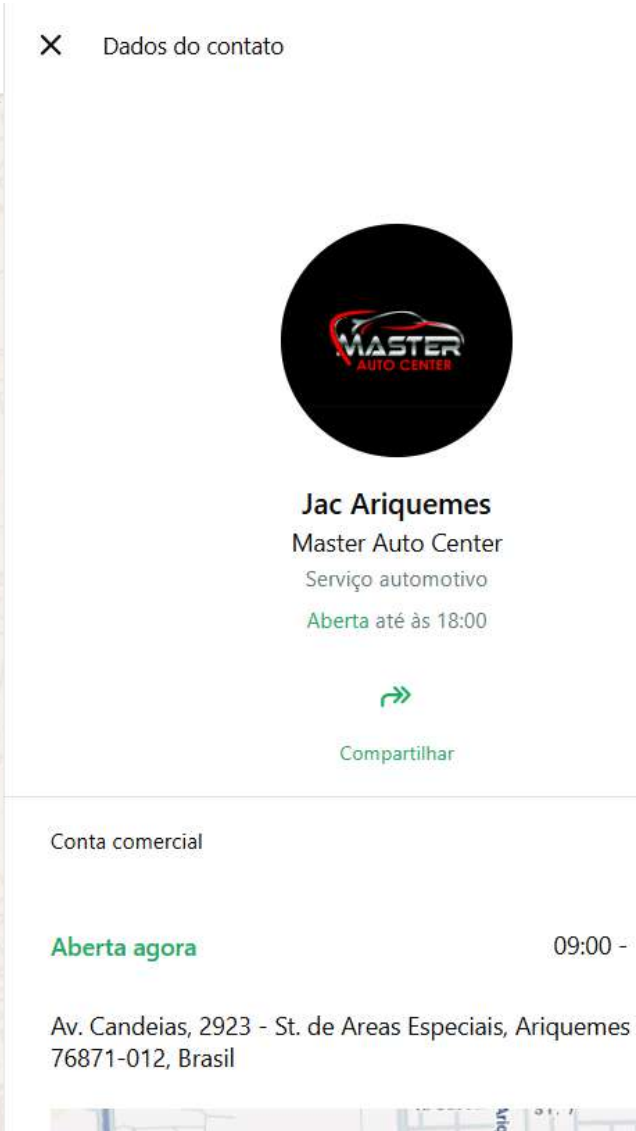 Dados do contato
MASTER
AUTO CENTER
Jac Ariquemes
Master Auto Center
Serviço automotivo
Aberta até às 18:00
Compartilhar
Conta comercial
Aberta agora 09:00 -
Av. Candeias, 2923 - St. de Areas Especiais, Ariquemes
76871-012, Brasil